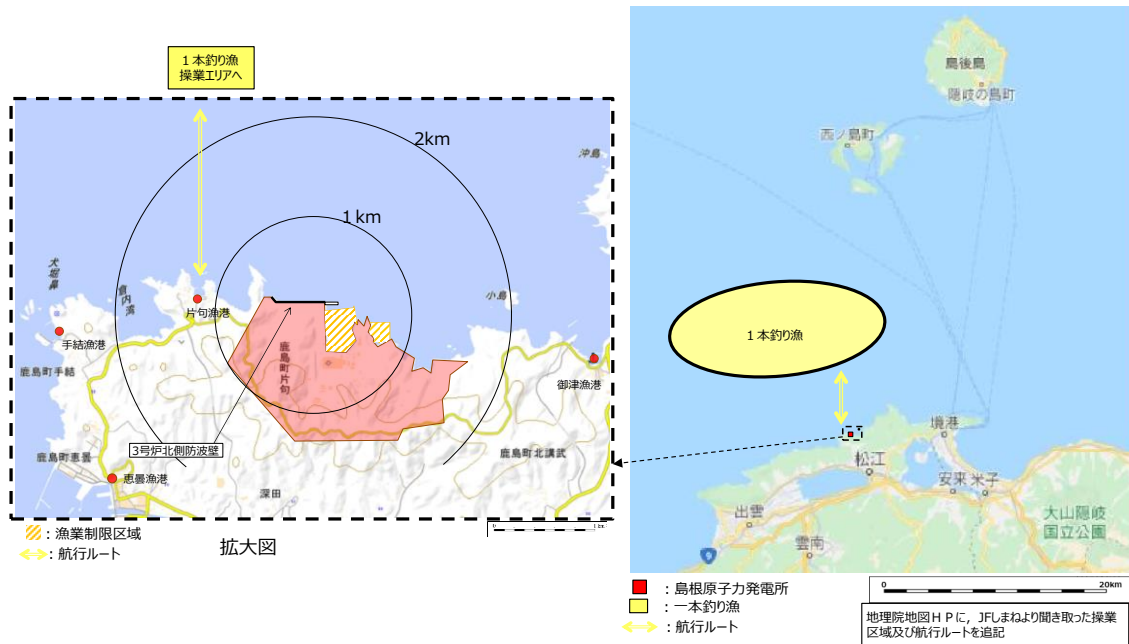 1本釣り漁
操業エリアへ
2km
1km
沖島
犬堀鼻
倉内湾
小島
片句漁港
手結漁港
鹿島町手結
鹿島町片句
御津漁港
3号炉北側防波壁
鹿島町恵曇
鹿島町北講武
恵曇漁港
深田
:漁業制限区域
:航行ルート
拡大図
0 1km
島後島
隠岐の島町
西ノ島町
1本釣り漁
境港
松江
安来
米子
出雲
雲南
大山隠岐
国立公園
9
:島根原子力発電所
:一本釣り漁
:航行ルート
0 20km
地理院地図HPに,JFしまねより聞き取った操業
区域及び航行ルートを追記